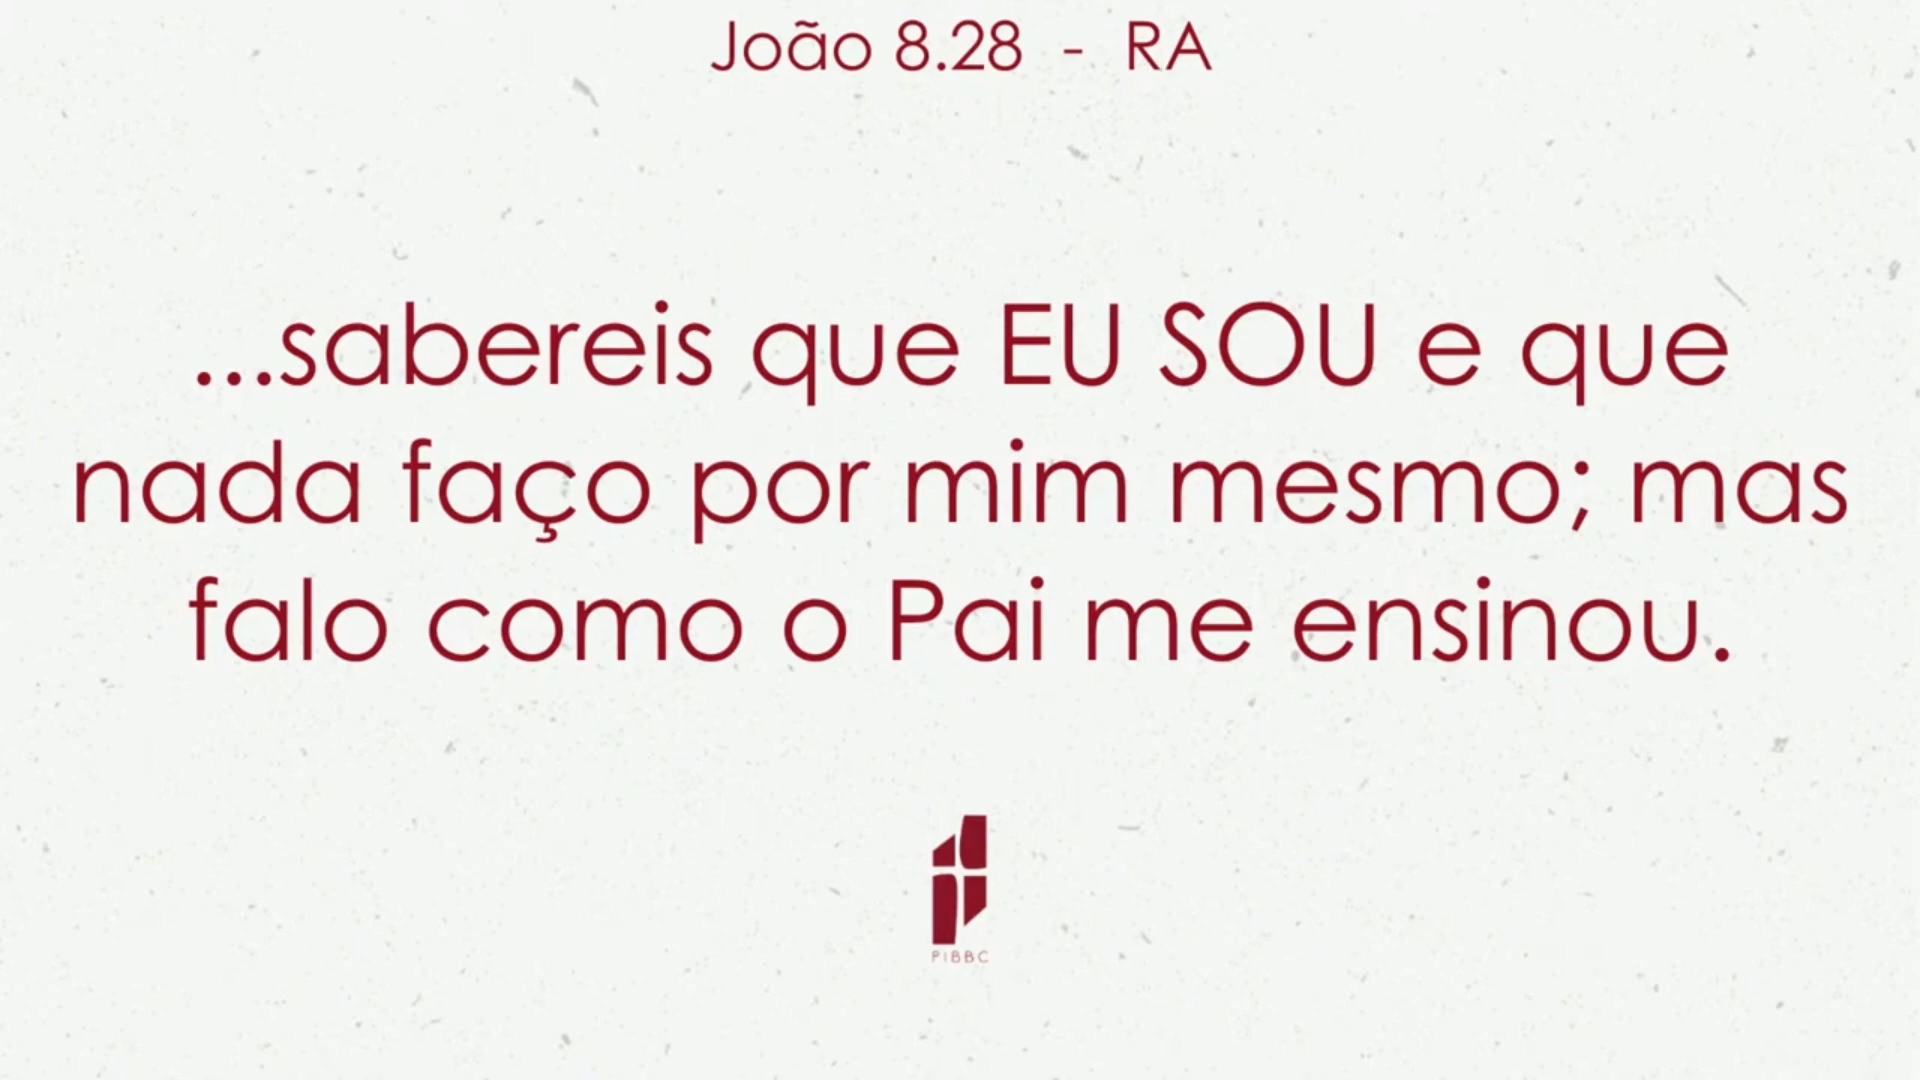 João 8.28 - RA
...sabereis que EU SOU e que
nada faço por mim mesmo; mas
falo como o Pai me ensinou.
PIBBC